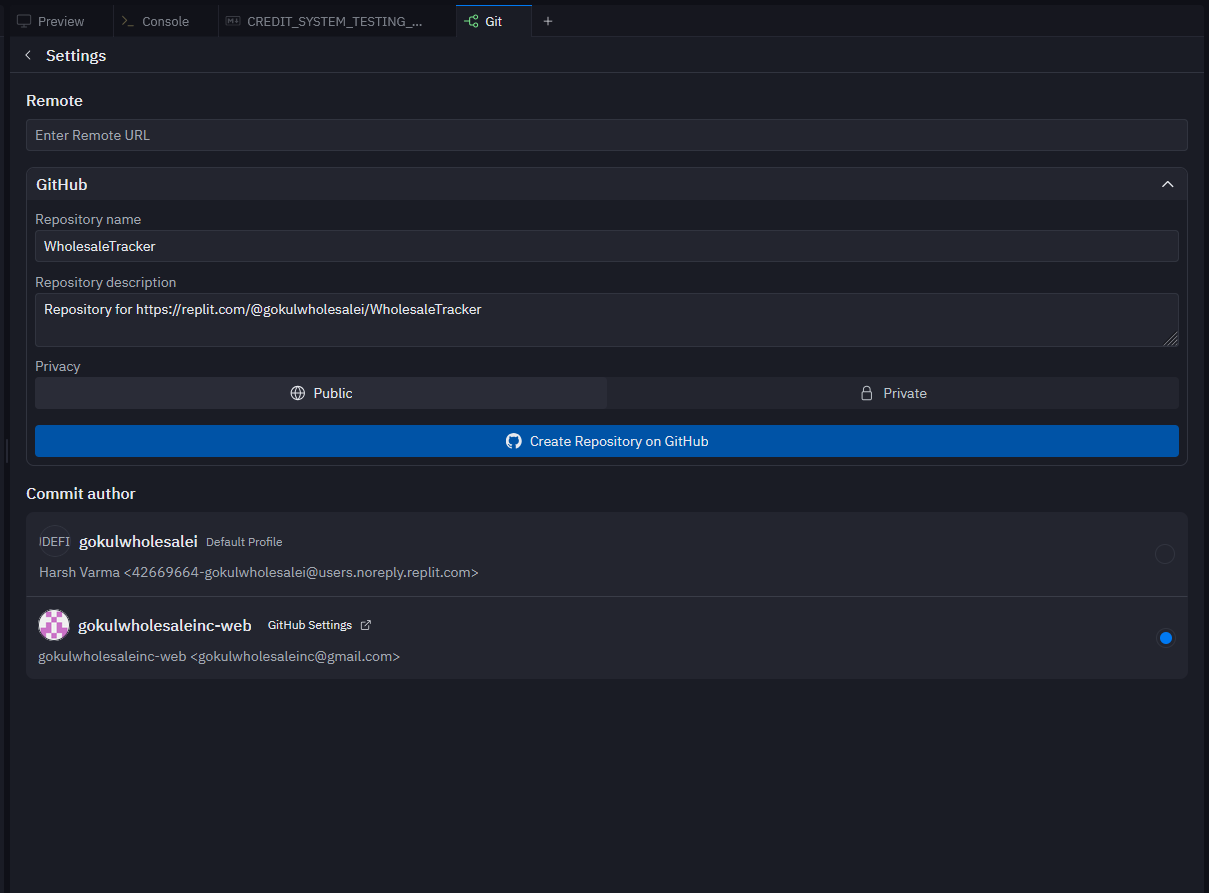 Preview
Console
CREDIT_SYSTEM_TESTING_...
Git
Settings
Remote
Enter Remote URL
GitHub
Repository name
WholesaleTracker
Repository description
Repository for https://replit.com/@gokulwholesalei/WholesaleTracker
Privacy
Public
Private
Create Repository on GitHub
Commit author
gokulwholesalei Default Profile
Harsh Varma <42669664-gokulwholesalei@users.noreply.replit.com>
gokulwholesaleinc-web GitHub Settings
gokulwholesaleinc-web <gokulwholesaleinc@gmail.com>